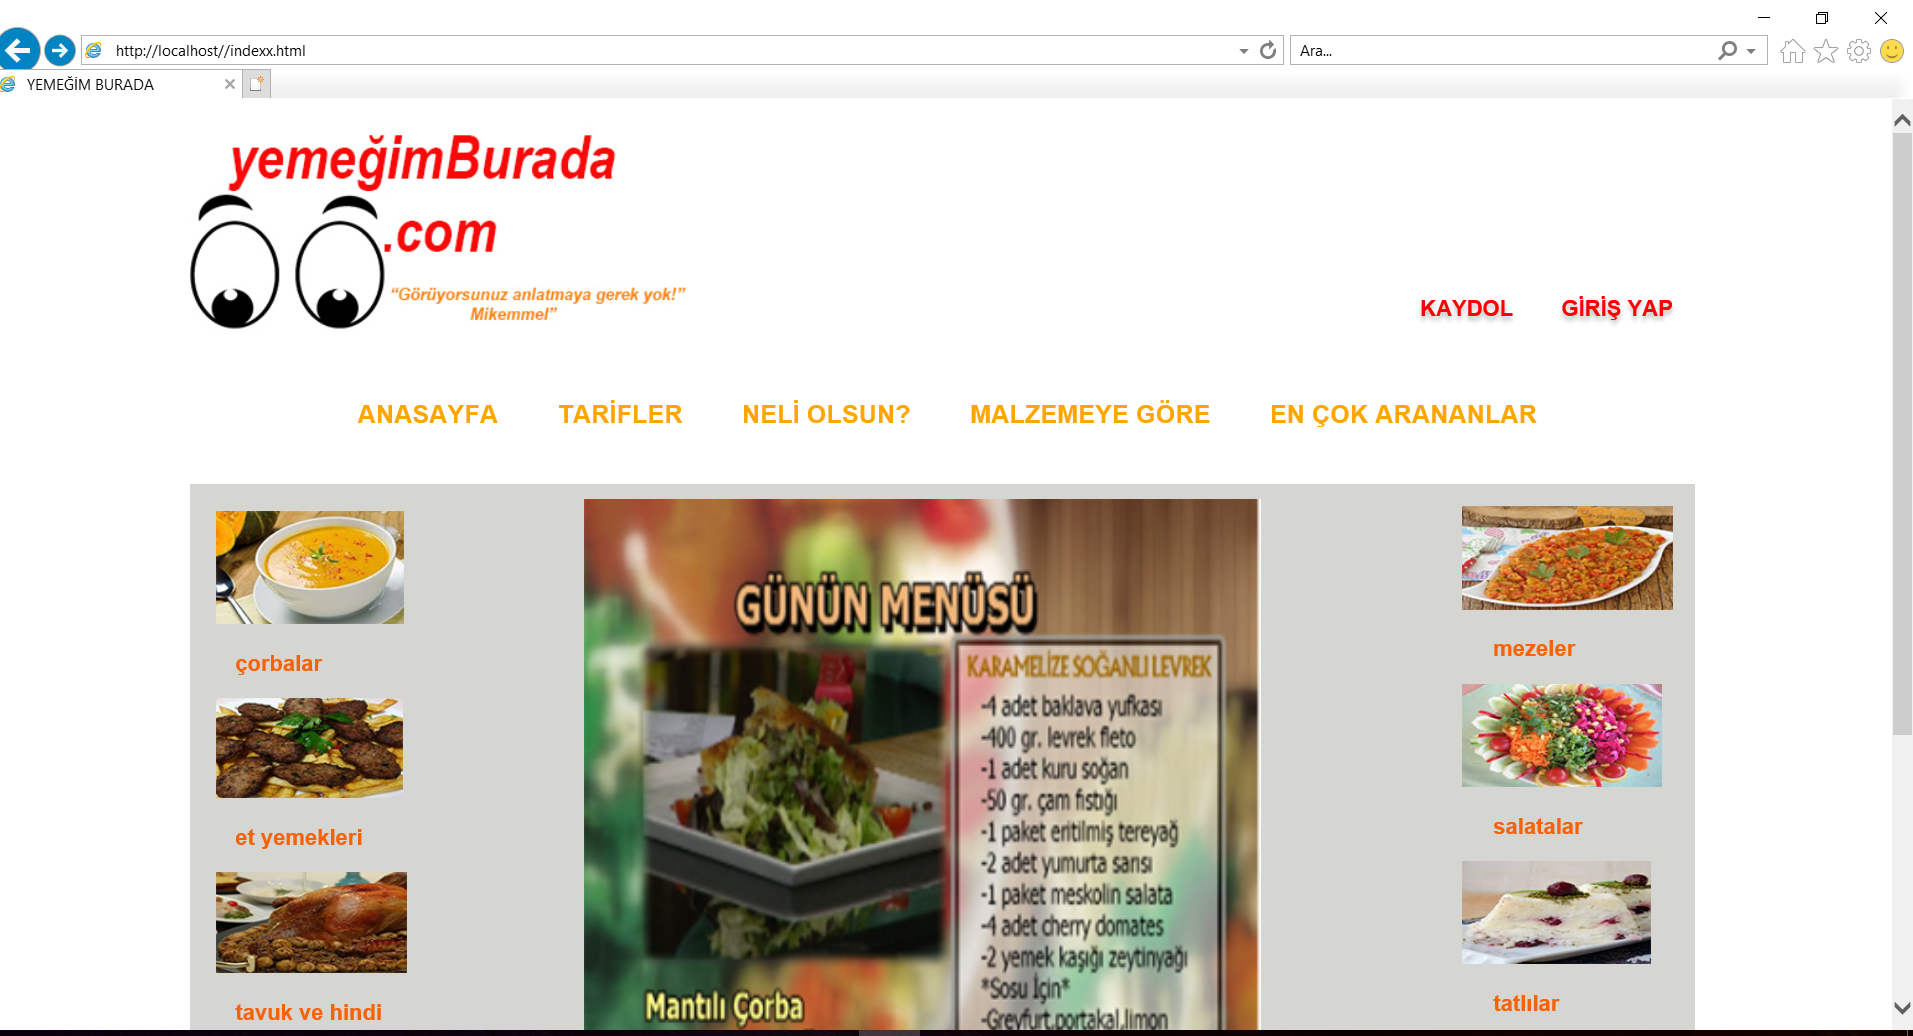 http://localhost//indexx.html
Ara...
YEMEĞİM BURADA
yemeğimBurada
.com
“Görüyorsunuz anlatmaya gerek yok!”
Mikemmel”
KAYDOL GİRİŞ YAP
ANASAYFA TARİFLER NELİ OLSUN? MALZEMEYE GÖRE EN ÇOK ARANANLAR
çorbalar
et yemekleri
tavuk ve hindi
GÜNÜN MENÜSÜ
KARAMELİZE SOĞANLI LEVREK
-4 adet baklava yufkası
-400 gr. levrek fleto
-1 adet kuru soğan
-50 gr. çam fıstığı
-1 paket eritilmiş tereyağ
-2 adet yumurta sarısı
-1 paket meskolin salata
-4 adet cherry domates
-2 yemek kaşığı zeytinyağı
*Sosu İçin*
-Greyfurt,portakal,limon
Mantılı Çorba
mezeler
salatalar
tatlılar